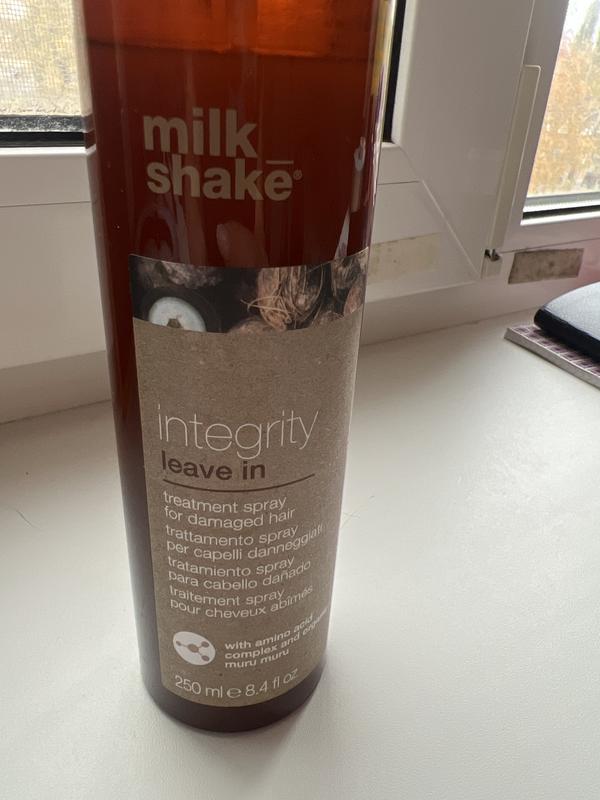 milk_
shake®
integrity
leave in
treatment spray
for damaged hair
trattamento spray
per capelli danneggiati
tratamiento spray
para cabello dañado
traitement spray
pour cheveux abîmés
with amino acid
complex and organic
muru muru
250 ml ℮ 8.4 fl oz